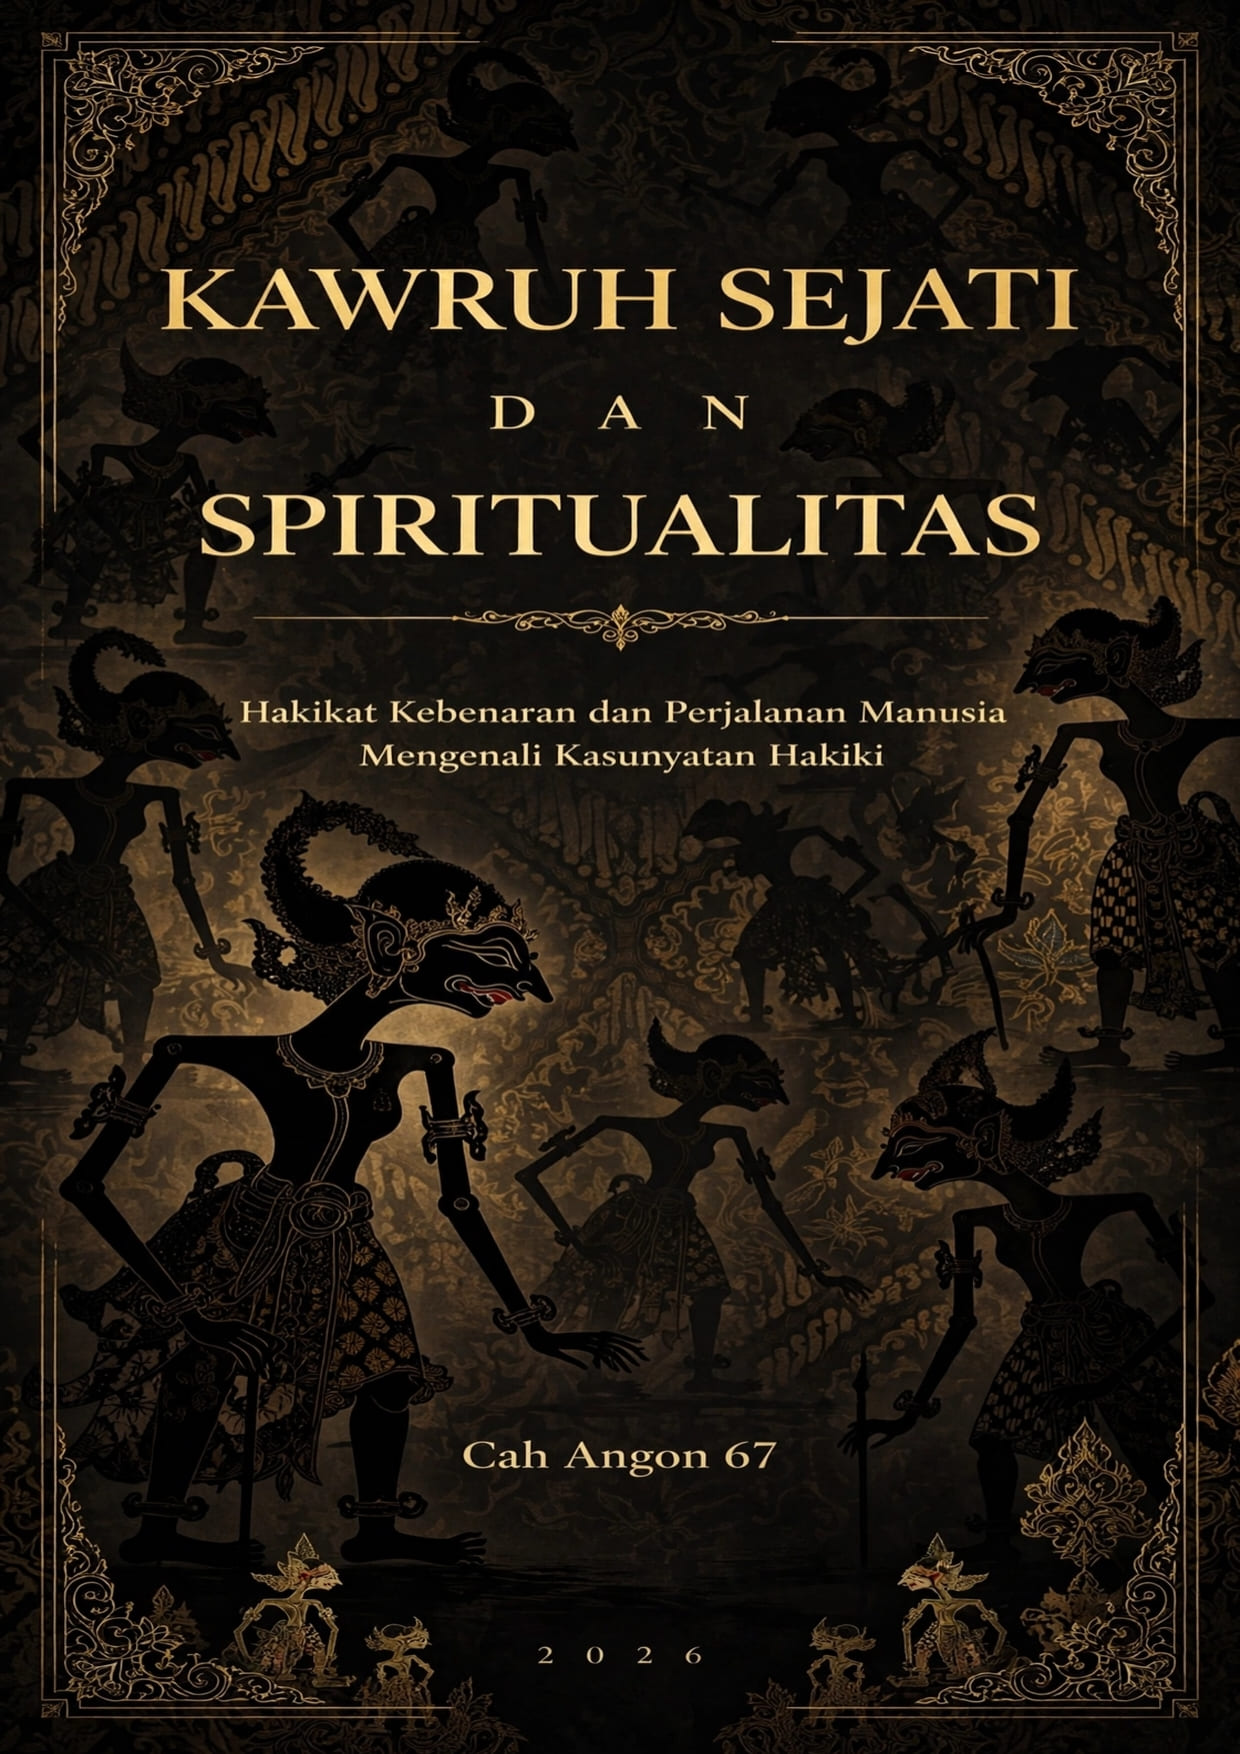 KAWRUH SEJATI
DAN
SPIRITUALITAS
Hakikat Kebenaran dan Perjalanan Manusia
Mengenali Kasunyatan Hakiki
Cah Angon 67
2026